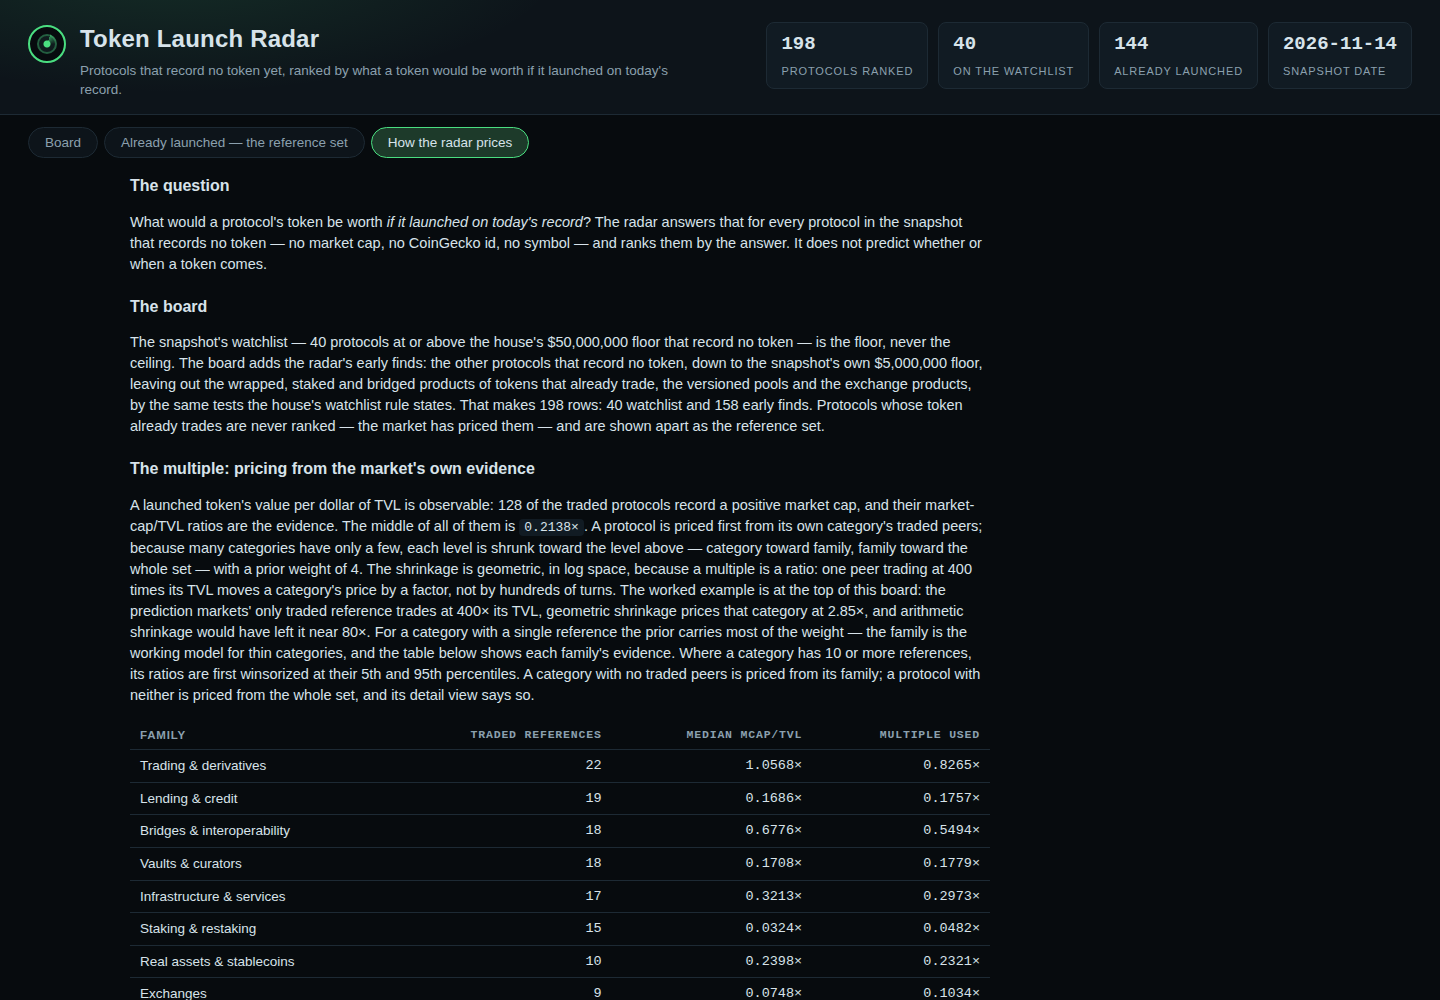 Token Launch Radar
Protocols that record no token yet, ranked by what a token would be worth if it launched on today's
record.
198
PROTOCOLS RANKED
40
ON THE WATCHLIST
144
ALREADY LAUNCHED
2026-11-14
SNAPSHOT DATE
Board
Already launched — the reference set
How the radar prices
The question
What would a protocol's token be worth if it launched on today's record? The radar answers that for every protocol in the snapshot
that records no token — no market cap, no CoinGecko id, no symbol — and ranks them by the answer. It does not predict whether or
when a token comes.
The board
The snapshot's watchlist — 40 protocols at or above the house's $50,000,000 floor that record no token — is the floor, never the
ceiling. The board adds the radar's early finds: the other protocols that record no token, down to the snapshot's own $5,000,000 floor,
leaving out the wrapped, staked and bridged products of tokens that already trade, the versioned pools and the exchange products,
by the same tests the house's watchlist rule states. That makes 198 rows: 40 watchlist and 158 early finds. Protocols whose token
already trades are never ranked — the market has priced them — and are shown apart as the reference set.
The multiple: pricing from the market's own evidence
A launched token's value per dollar of TVL is observable: 128 of the traded protocols record a positive market cap, and their market-
cap/TVL ratios are the evidence. The middle of all of them is 0.2138×. A protocol is priced first from its own category's traded peers;
because many categories have only a few, each level is shrunk toward the level above — category toward family, family toward the
whole set — with a prior weight of 4. The shrinkage is geometric, in log space, because a multiple is a ratio: one peer trading at 400
times its TVL moves a category's price by a factor, not by hundreds of turns. The worked example is at the top of this board: the
prediction markets' only traded reference trades at 400× its TVL, geometric shrinkage prices that category at 2.85×, and arithmetic
shrinkage would have left it near 80×. For a category with a single reference the prior carries most of the weight — the family is the
working model for thin categories, and the table below shows each family's evidence. Where a category has 10 or more references,
its ratios are first winsorized at their 5th and 95th percentiles. A category with no traded peers is priced from its family; a protocol with
neither is priced from the whole set, and its detail view says so.
FAMILY TRADED REFERENCES MEDIAN MCAP/TVL MULTIPLE USED
Trading & derivatives 22 1.0568× 0.8265×
Lending & credit 19 0.1686× 0.1757×
Bridges & interoperability 18 0.6776× 0.5494×
Vaults & curators 18 0.1708× 0.1779×
Infrastructure & services 17 0.3213× 0.2973×
Staking & restaking 15 0.0324× 0.0482×
Real assets & stablecoins 10 0.2398× 0.2321×
Exchanges 9 0.0748× 0.1034×